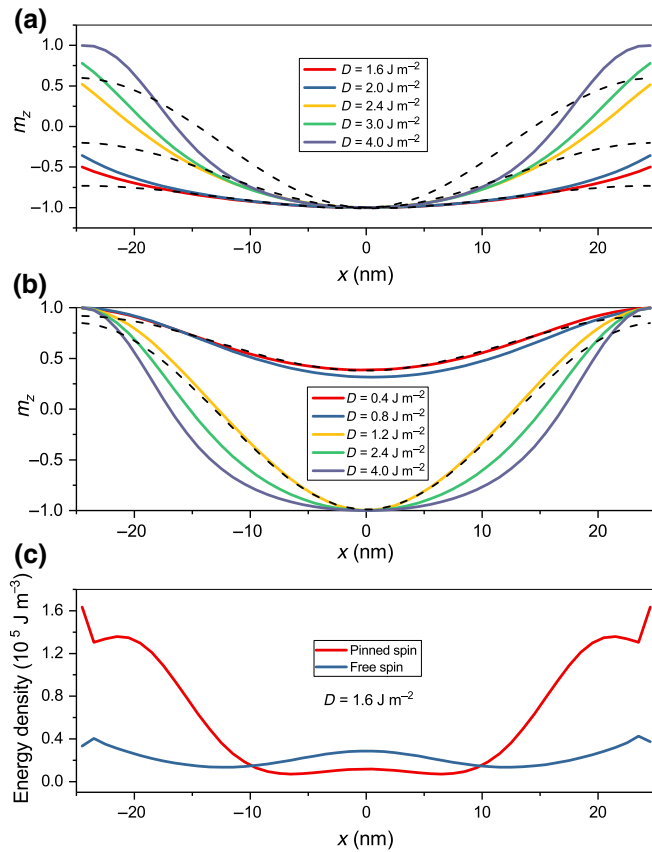 (a)
1.0
0.5
0.0
−0.5
−1.0
m_z
D = 1.6 J m⁻²
D = 2.0 J m⁻²
D = 2.4 J m⁻²
D = 3.0 J m⁻²
D = 4.0 J m⁻²
−20 −10 0 10 20
x (nm)
(b)
1.0
0.5
0.0
−0.5
−1.0
m_z
D = 0.4 J m⁻²
D = 0.8 J m⁻²
D = 1.2 J m⁻²
D = 2.4 J m⁻²
D = 4.0 J m⁻²
−20 −10 0 10 20
x (nm)
(c)
1.6
1.2
0.8
0.4
0.0
Energy density (10⁻⁵ J m⁻³)
Pinned spin
Free spin
D = 1.6 J m⁻²
−20 −10 0 10 20
x (nm)